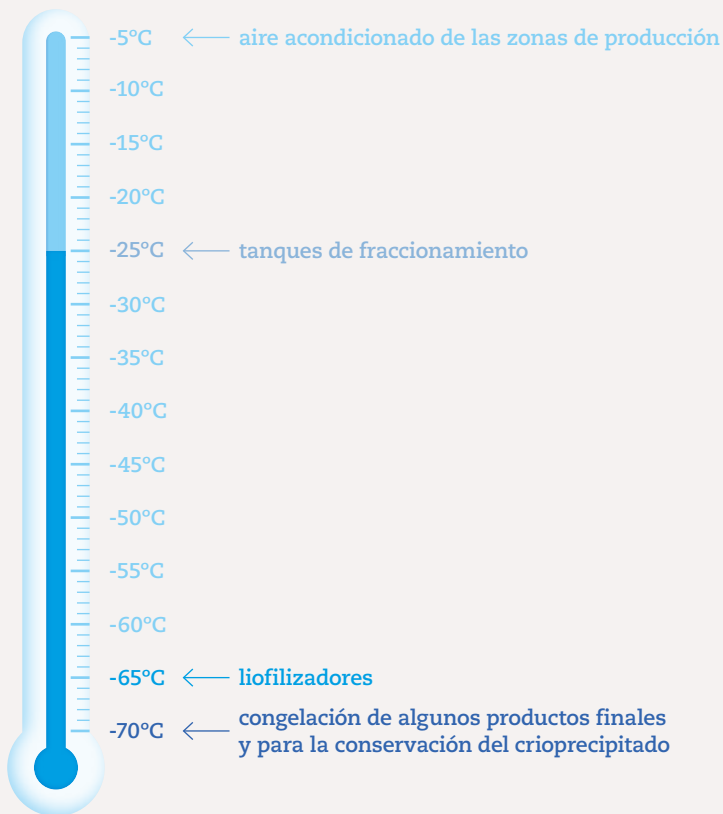 -5°C ← aire acondicionado de las zonas de producción
-10°C
-15°C
-20°C
-25°C ← tanques de fraccionamiento
-30°C
-35°C
-40°C
-45°C
-50°C
-55°C
-60°C
-65°C ← liofilizadores
-70°C ← congelación de algunos productos finales
y para la conservación del crioprecipitado